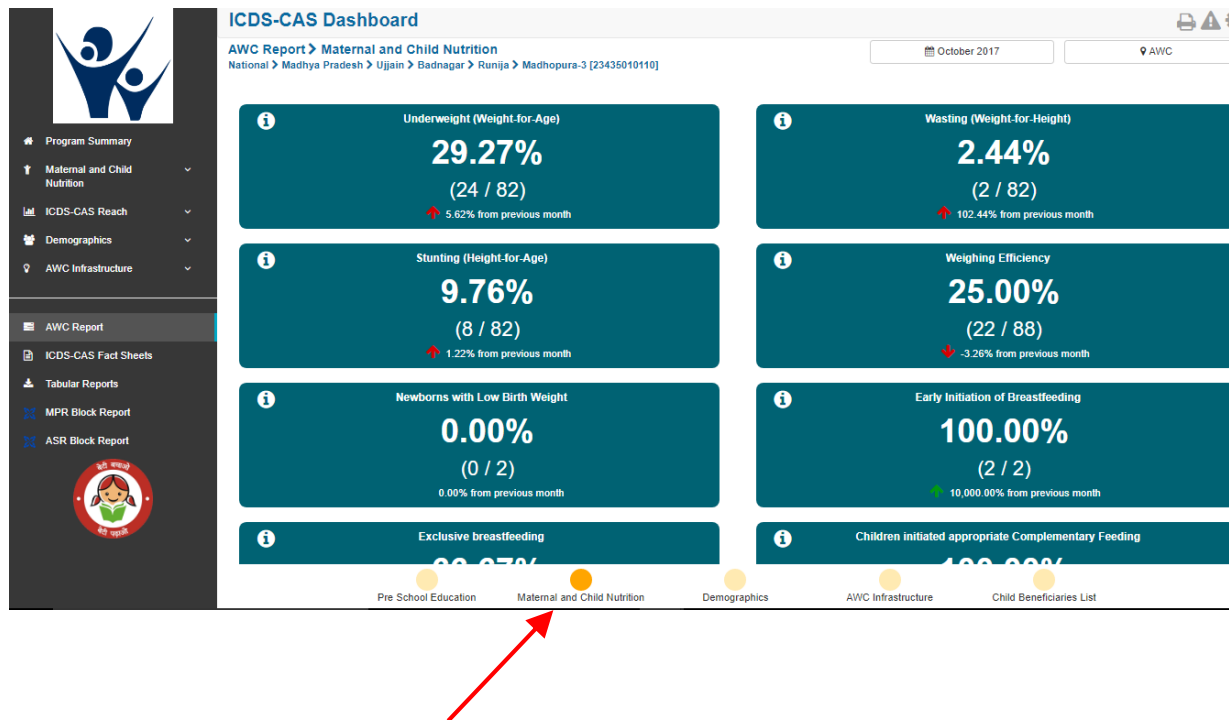 ICDS-CAS Dashboard
AWC Report > Maternal and Child Nutrition
National > Madhya Pradesh > Ujjain > Badnagar > Runija > Madhopura-3 [23435010110]
October 2017
AWC
Program Summary
Maternal and Child
Nutrition
ICDS-CAS Reach
Demographics
AWC Infrastructure
AWC Report
ICDS-CAS Fact Sheets
Tabular Reports
MPR Block Report
ASR Block Report
बेटी बचाओ
बेटी पढ़ाओ
Underweight (Weight-for-Age)
29.27%
(24 / 82)
5.62% from previous month
Wasting (Weight-for-Height)
2.44%
(2 / 82)
102.44% from previous month
Stunting (Height-for-Age)
9.76%
(8 / 82)
1.22% from previous month
Weighing Efficiency
25.00%
(22 / 88)
-3.26% from previous month
Newborns with Low Birth Weight
0.00%
(0 / 2)
0.00% from previous month
Early Initiation of Breastfeeding
100.00%
(2 / 2)
10,000.00% from previous month
Exclusive breastfeeding
Children initiated appropriate Complementary Feeding
Pre School Education
Maternal and Child Nutrition
Demographics
AWC Infrastructure
Child Beneficiaries List